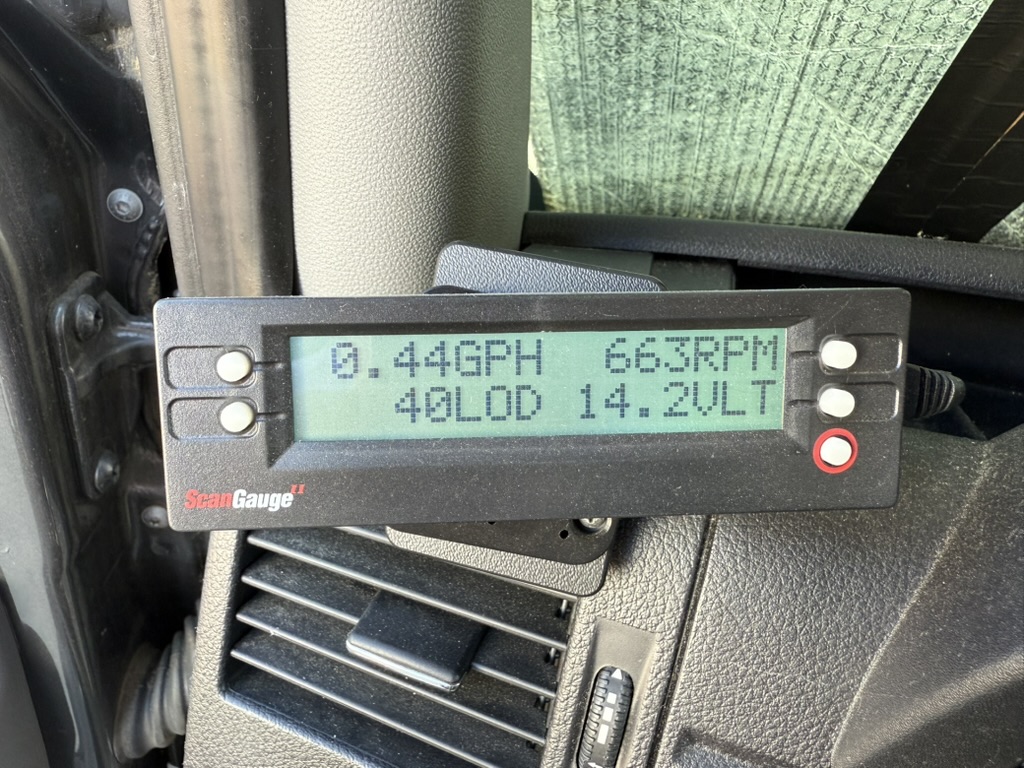 0.44GPH 663RPM
40LOD 14.2VLT
ScanGauge II